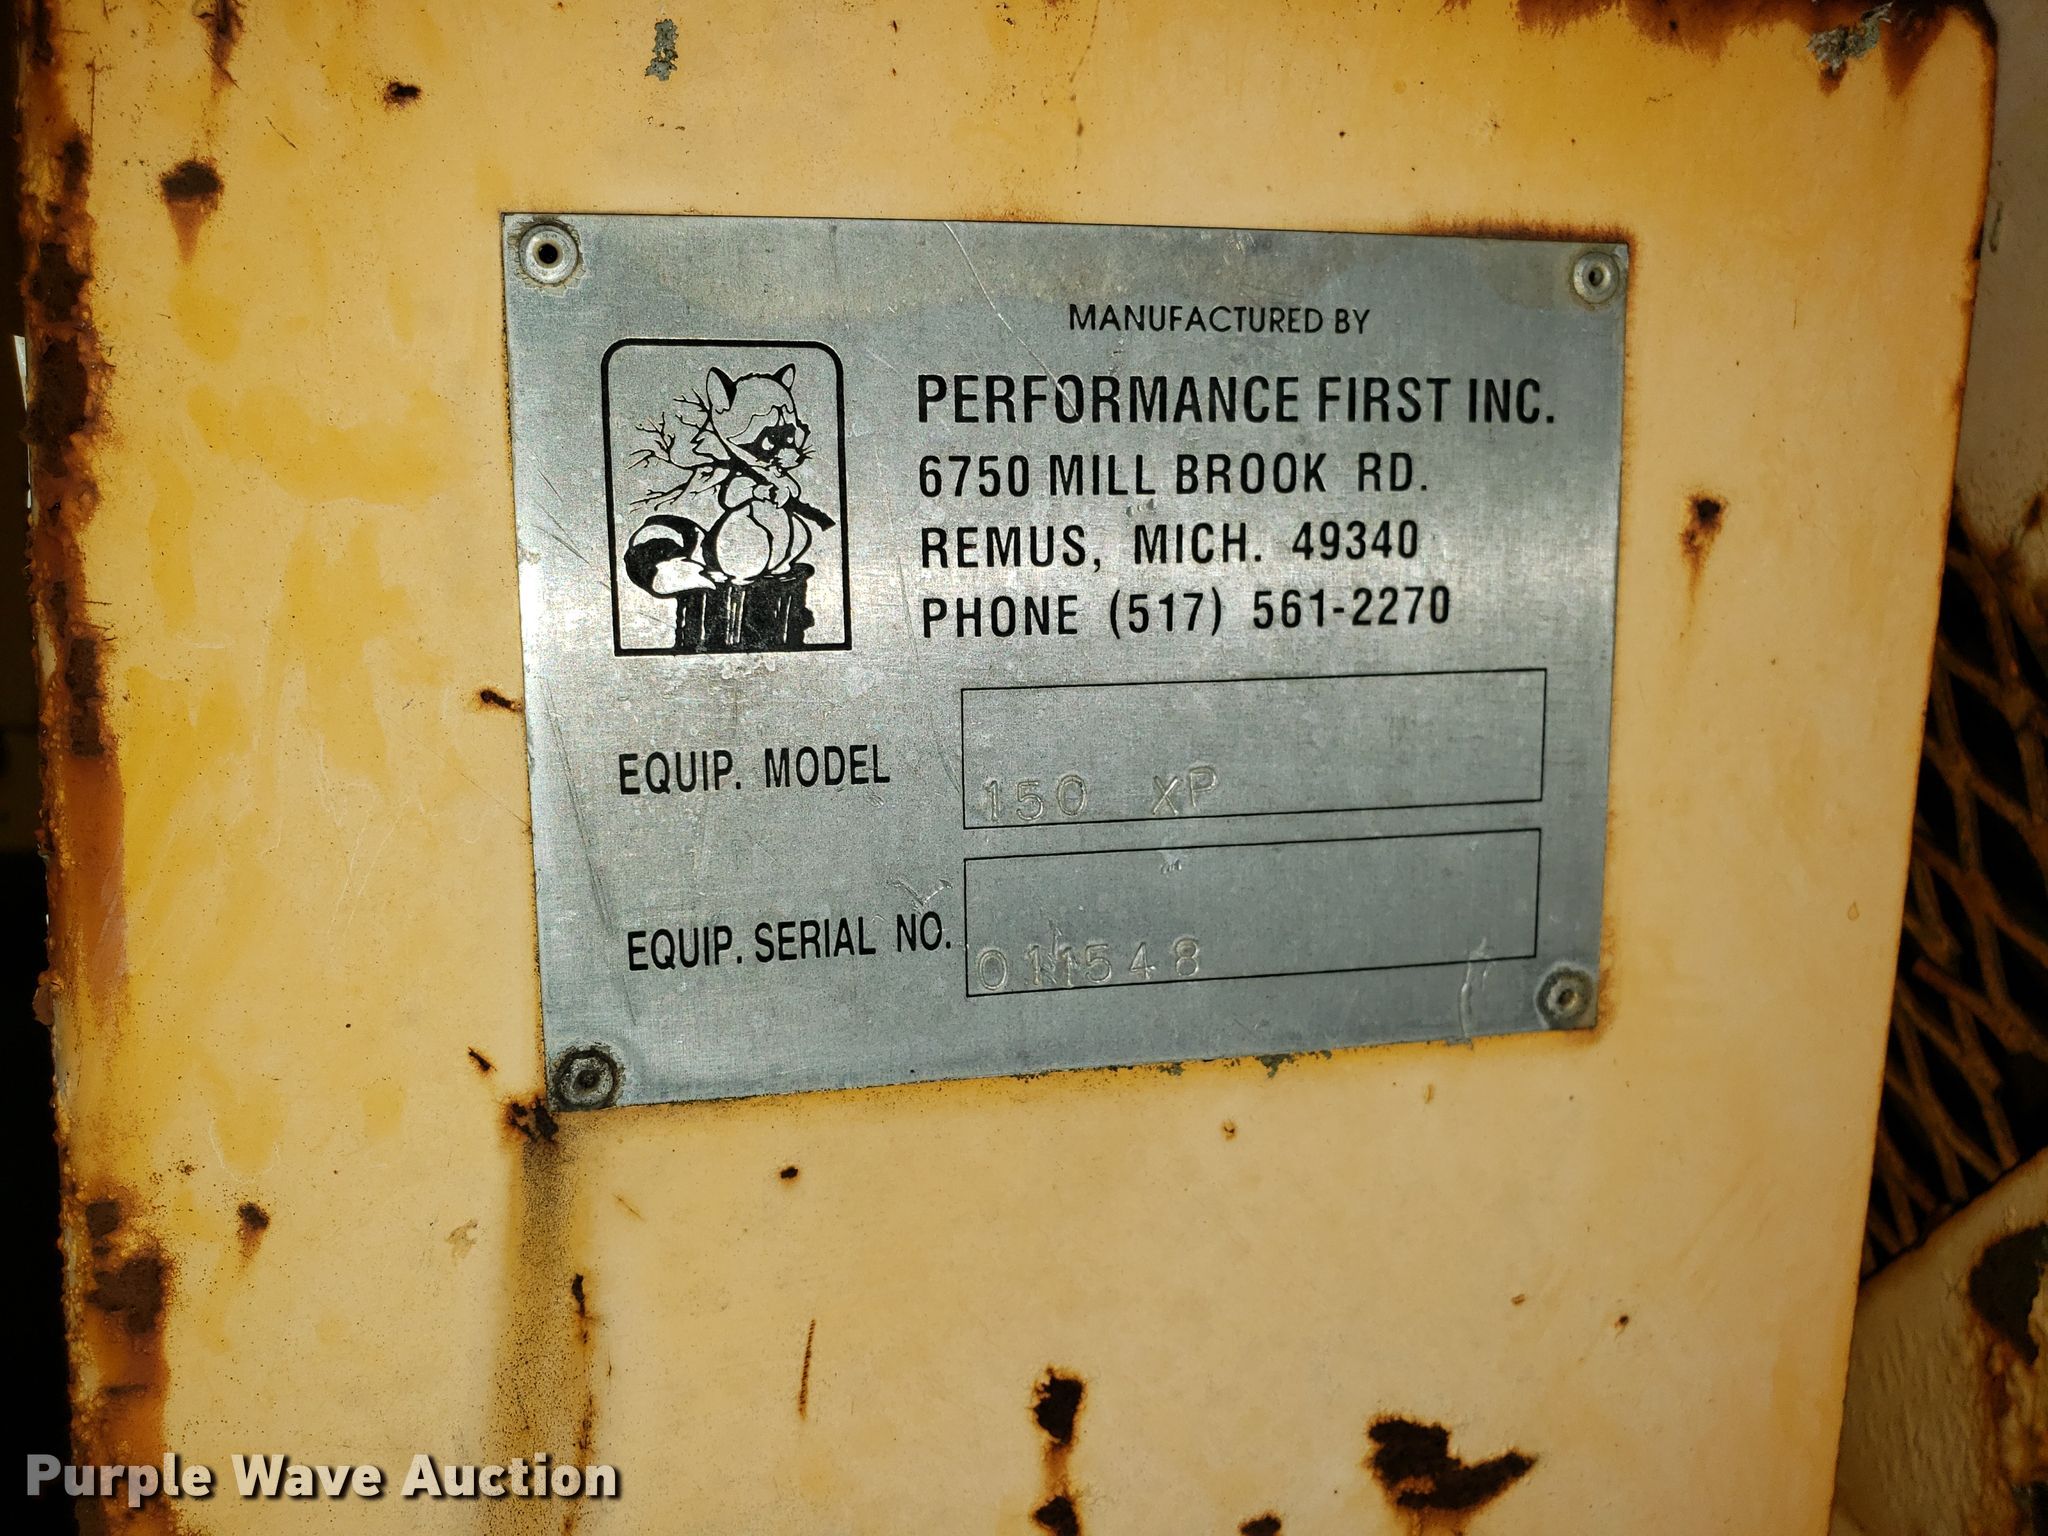 MANUFACTURED BY
PERFORMANCE FIRST INC.
6750 MILL BROOK RD.
REMUS, MICH. 49340
PHONE (517) 561-2270
EQUIP. MODEL 150 XP
EQUIP. SERIAL NO. 011548
Purple Wave Auction